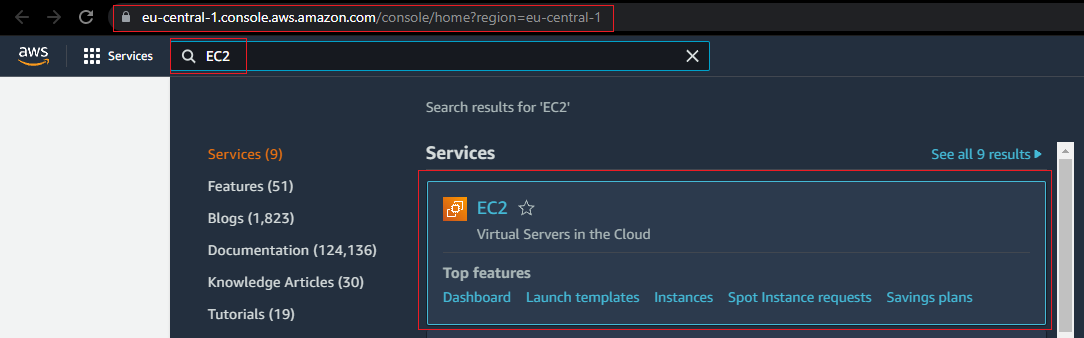 eu-central-1.console.aws.amazon.com/console/home?region=eu-central-1
aws Services EC2
Search results for 'EC2'
Services (9)
Features (51)
Blogs (1,823)
Documentation (124,136)
Knowledge Articles (30)
Tutorials (19)
Services See all 9 results
EC2
Virtual Servers in the Cloud
Top features
Dashboard Launch templates Instances Spot Instance requests Savings plans